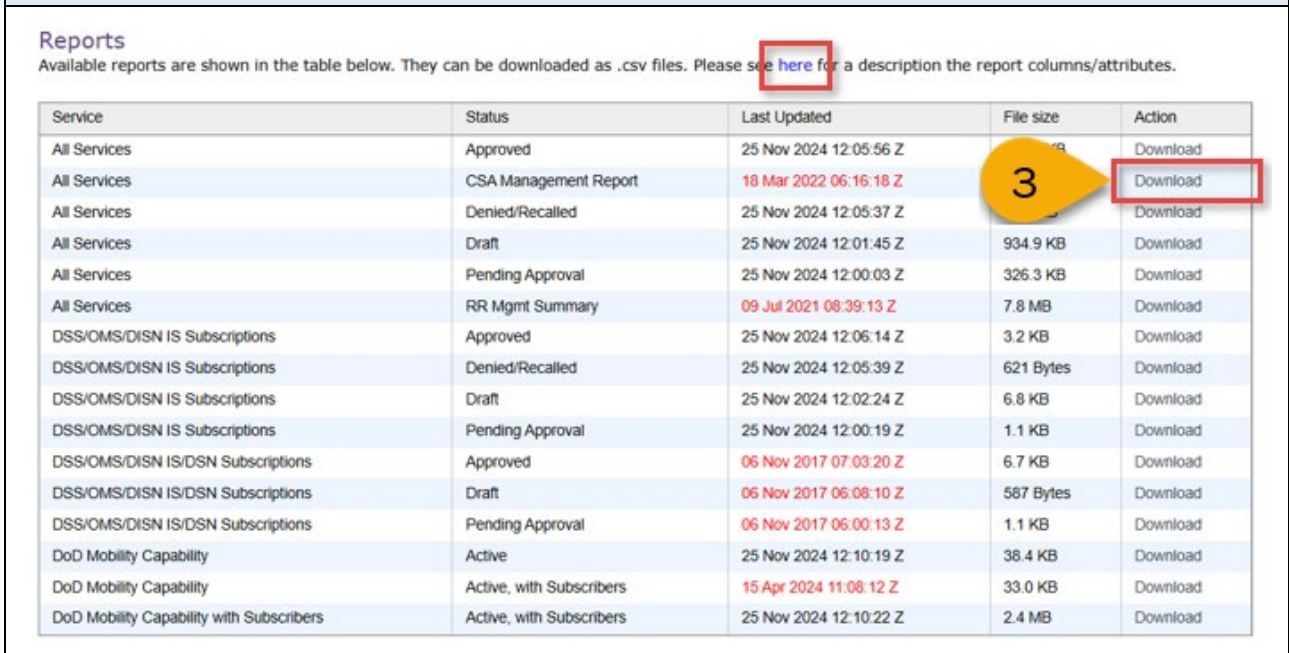 Reports
Available reports are shown in the table below. They can be downloaded as .csv files. Please see here for a description the report columns/attributes.
Service Status Last Updated File size Action
All Services Approved 25 Nov 2024 12:05:56 Z Download
All Services CSA Management Report 18 Mar 2022 06:16:18 Z 3 Download
All Services Denied/Recalled 25 Nov 2024 12:05:37 Z Download
All Services Draft 25 Nov 2024 12:01:45 Z 934.9 KB Download
All Services Pending Approval 25 Nov 2024 12:00:03 Z 326.3 KB Download
All Services RR Mgmt Summary 09 Jul 2021 08:39:13 Z 7.8 MB Download
DSS/OMS/DISN IS Subscriptions Approved 25 Nov 2024 12:06:14 Z 3.2 KB Download
DSS/OMS/DISN IS Subscriptions Denied/Recalled 25 Nov 2024 12:05:39 Z 621 Bytes Download
DSS/OMS/DISN IS Subscriptions Draft 25 Nov 2024 12:02:24 Z 6.8 KB Download
DSS/OMS/DISN IS Subscriptions Pending Approval 25 Nov 2024 12:00:19 Z 1.1 KB Download
DSS/OMS/DISN IS/DSN Subscriptions Approved 06 Nov 2017 07:03:20 Z 6.7 KB Download
DSS/OMS/DISN IS/DSN Subscriptions Draft 06 Nov 2017 06:08:10 Z 587 Bytes Download
DSS/OMS/DISN IS/DSN Subscriptions Pending Approval 06 Nov 2017 06:00:13 Z 1.1 KB Download
DoD Mobility Capability Active 25 Nov 2024 12:10:19 Z 38.4 KB Download
DoD Mobility Capability Active, with Subscribers 15 Apr 2024 11:08:12 Z 33.0 KB Download
DoD Mobility Capability with Subscribers Active, with Subscribers 25 Nov 2024 12:10:22 Z 2.4 MB Download